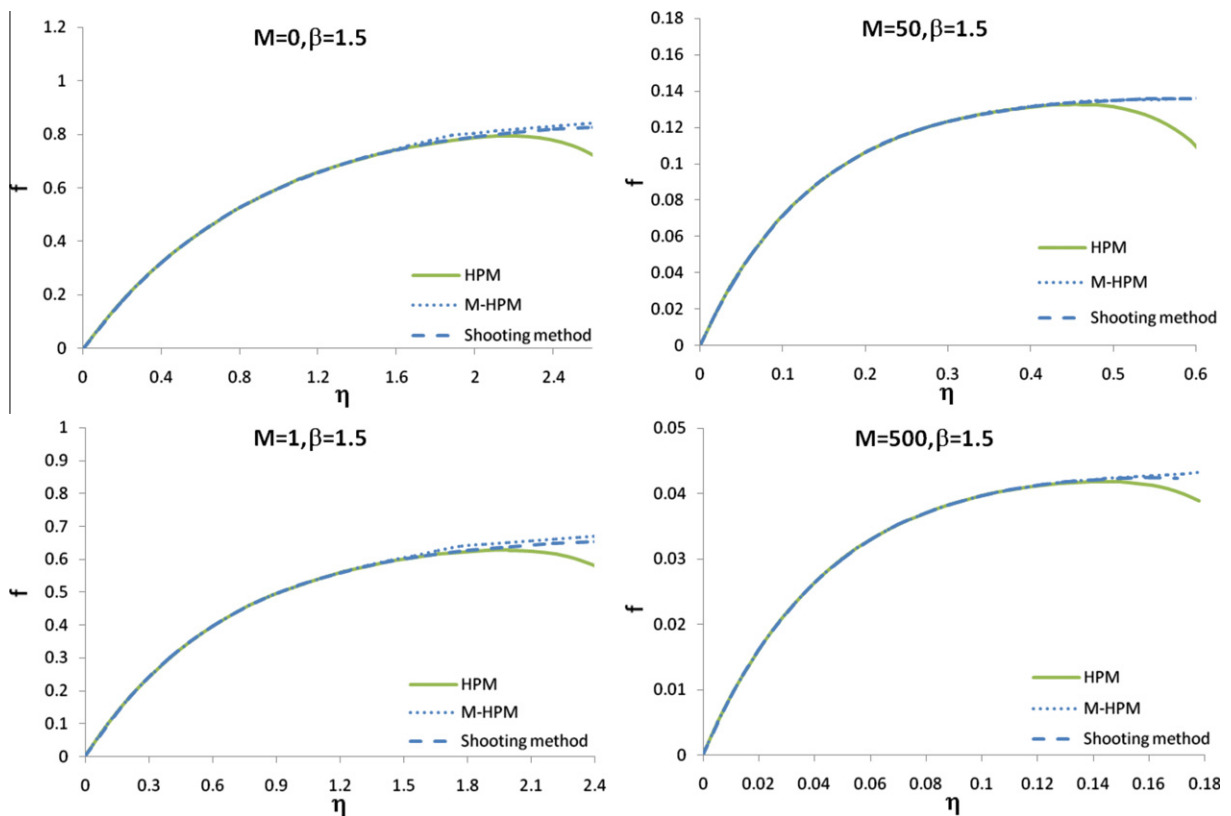 M=0,β=1.5
1.2
1
0.8
0.6
0.4
0.2
0
f
HPM
M-HPM
Shooting method
0 0.4 0.8 1.2 1.6 2 2.4
η
M=50,β=1.5
0.18
0.16
0.14
0.12
0.1
0.08
0.06
0.04
0.02
0
f
HPM
M-HPM
Shooting method
0 0.1 0.2 0.3 0.4 0.5 0.6
η
M=1,β=1.5
1
0.9
0.8
0.7
0.6
0.5
0.4
0.3
0.2
0.1
0
f
HPM
M-HPM
Shooting method
0 0.3 0.6 0.9 1.2 1.5 1.8 2.1 2.4
η
M=500,β=1.5
0.05
0.04
0.03
0.02
0.01
0
f
HPM
M-HPM
Shooting method
0 0.02 0.04 0.06 0.08 0.1 0.12 0.14 0.16 0.18
η